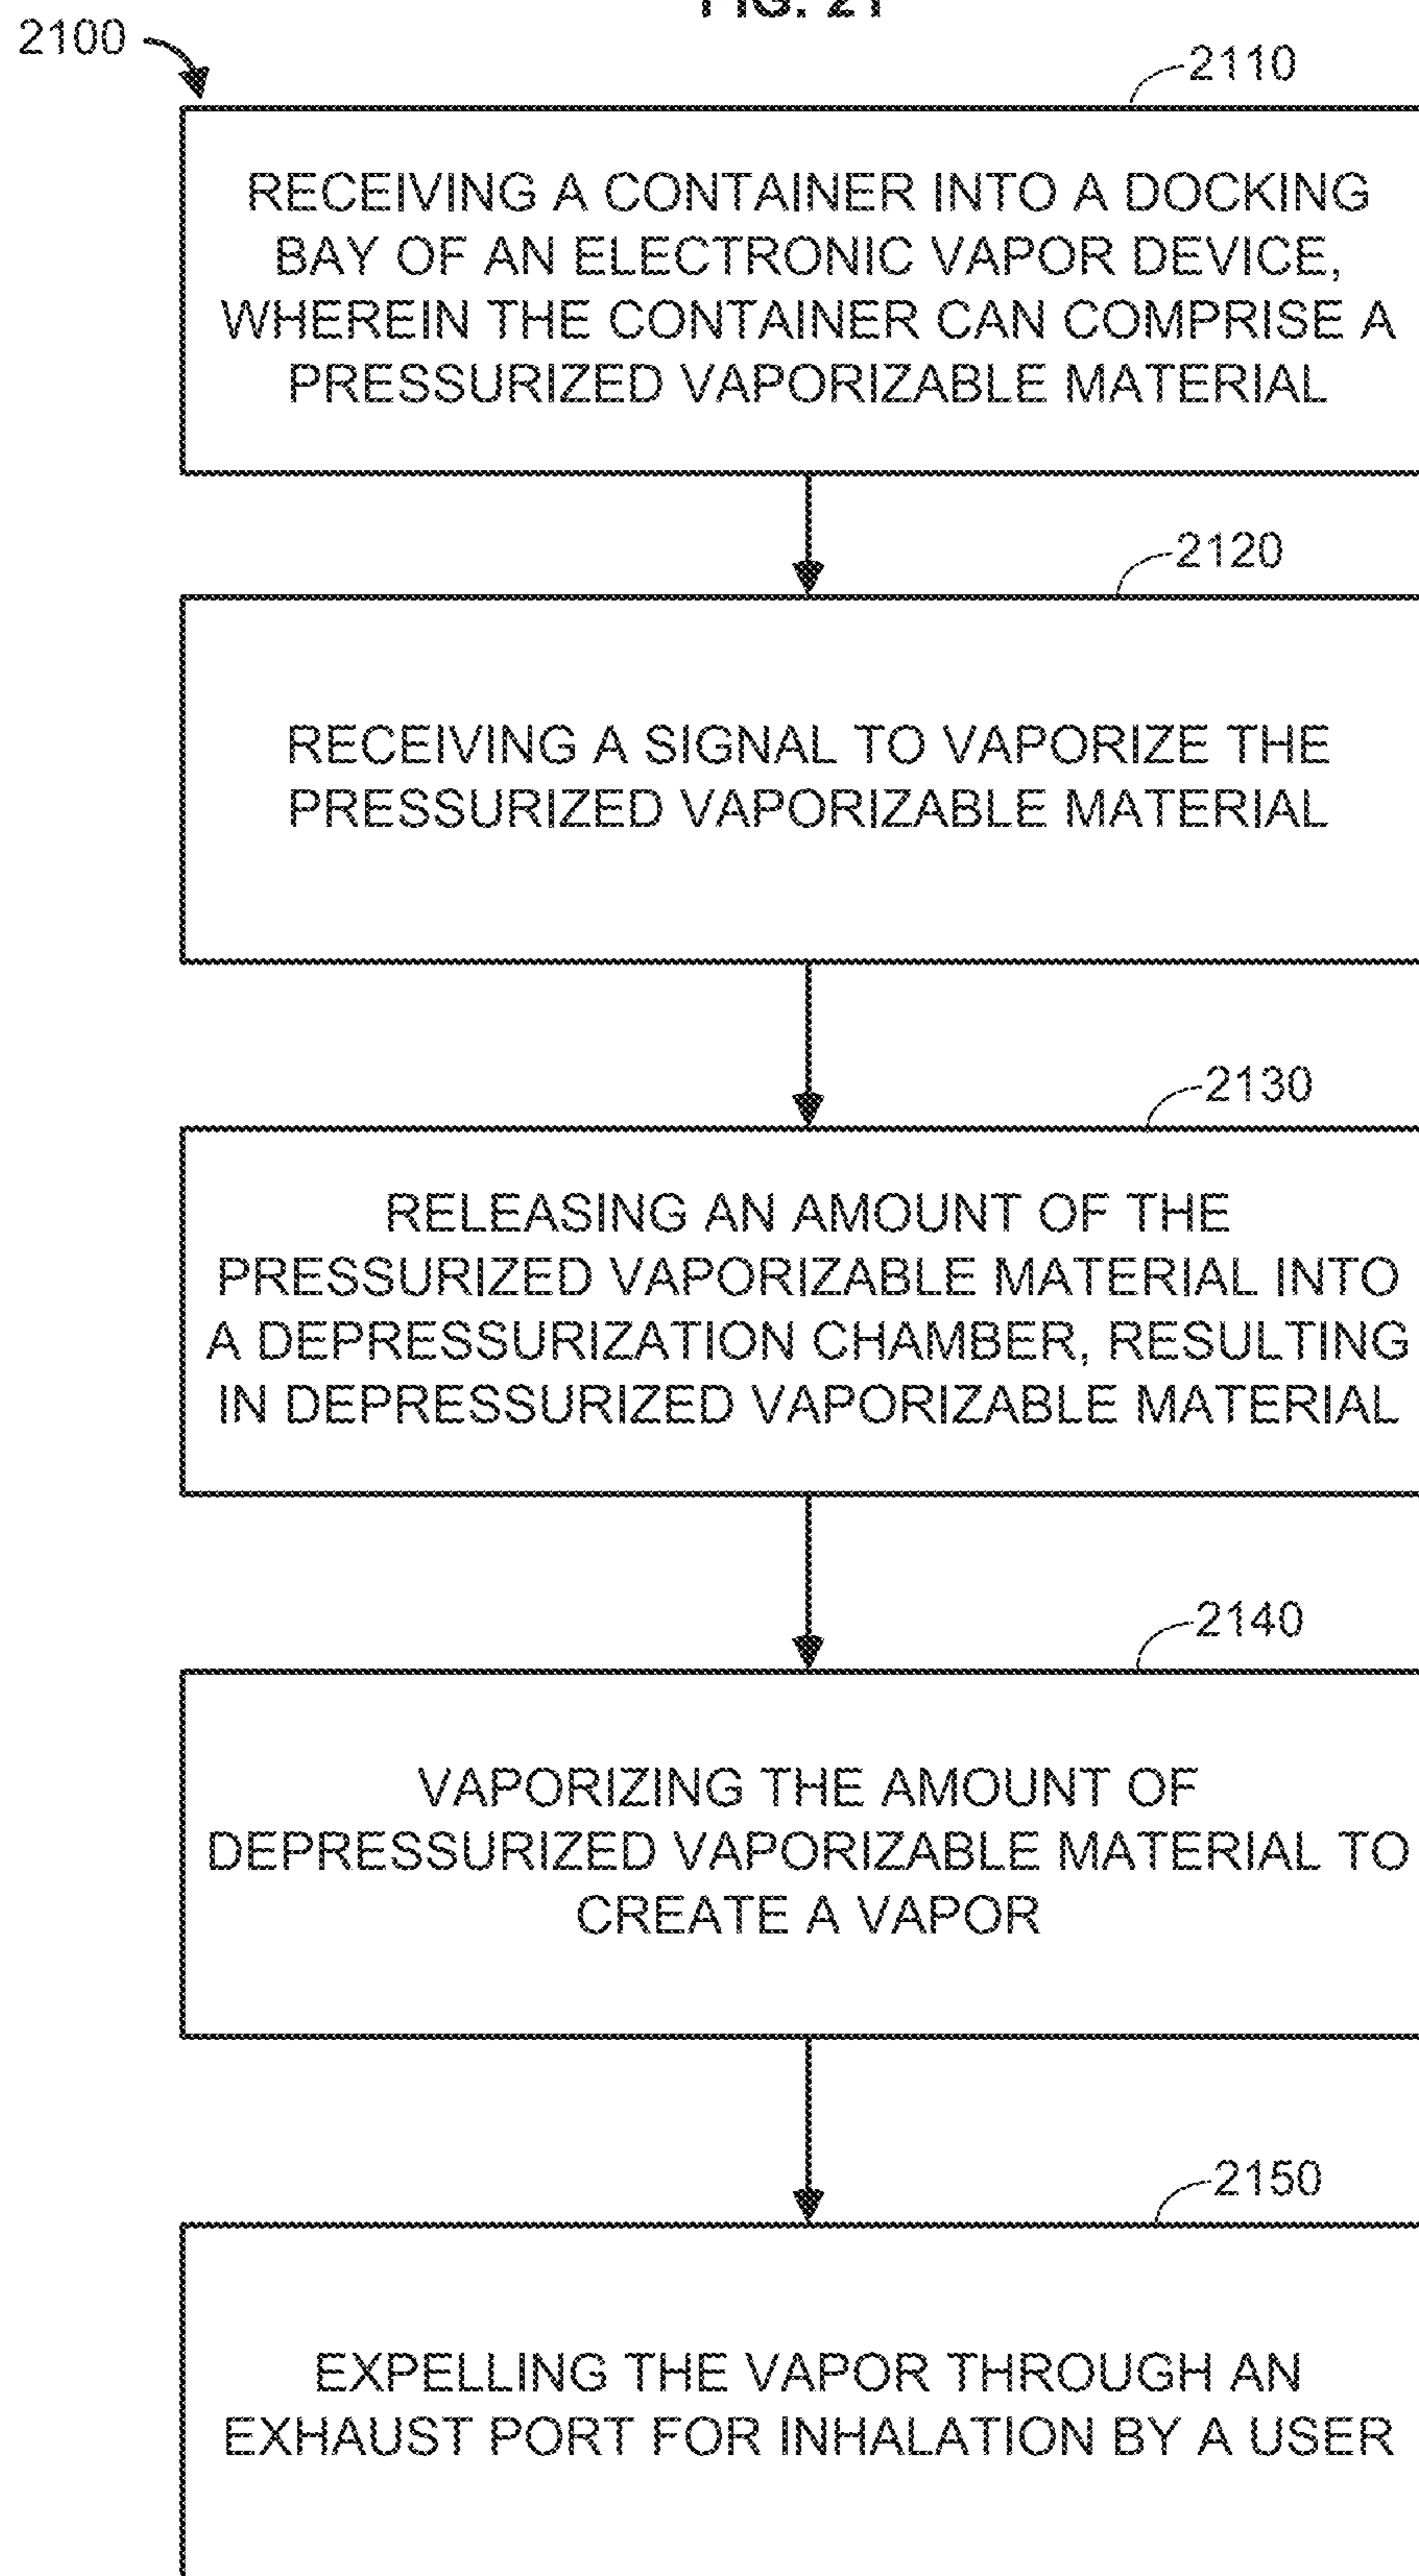 FIG. 21
2100
2110
RECEIVING A CONTAINER INTO A DOCKING
BAY OF AN ELECTRONIC VAPOR DEVICE,
WHEREIN THE CONTAINER CAN COMPRISE A
PRESSURIZED VAPORIZABLE MATERIAL
2120
RECEIVING A SIGNAL TO VAPORIZE THE
PRESSURIZED VAPORIZABLE MATERIAL
2130
RELEASING AN AMOUNT OF THE
PRESSURIZED VAPORIZABLE MATERIAL INTO
A DEPRESSURIZATION CHAMBER, RESULTING
IN DEPRESSURIZED VAPORIZABLE MATERIAL
2140
VAPORIZING THE AMOUNT OF
DEPRESSURIZED VAPORIZABLE MATERIAL TO
CREATE A VAPOR
2150
EXPELLING THE VAPOR THROUGH AN
EXHAUST PORT FOR INHALATION BY A USER